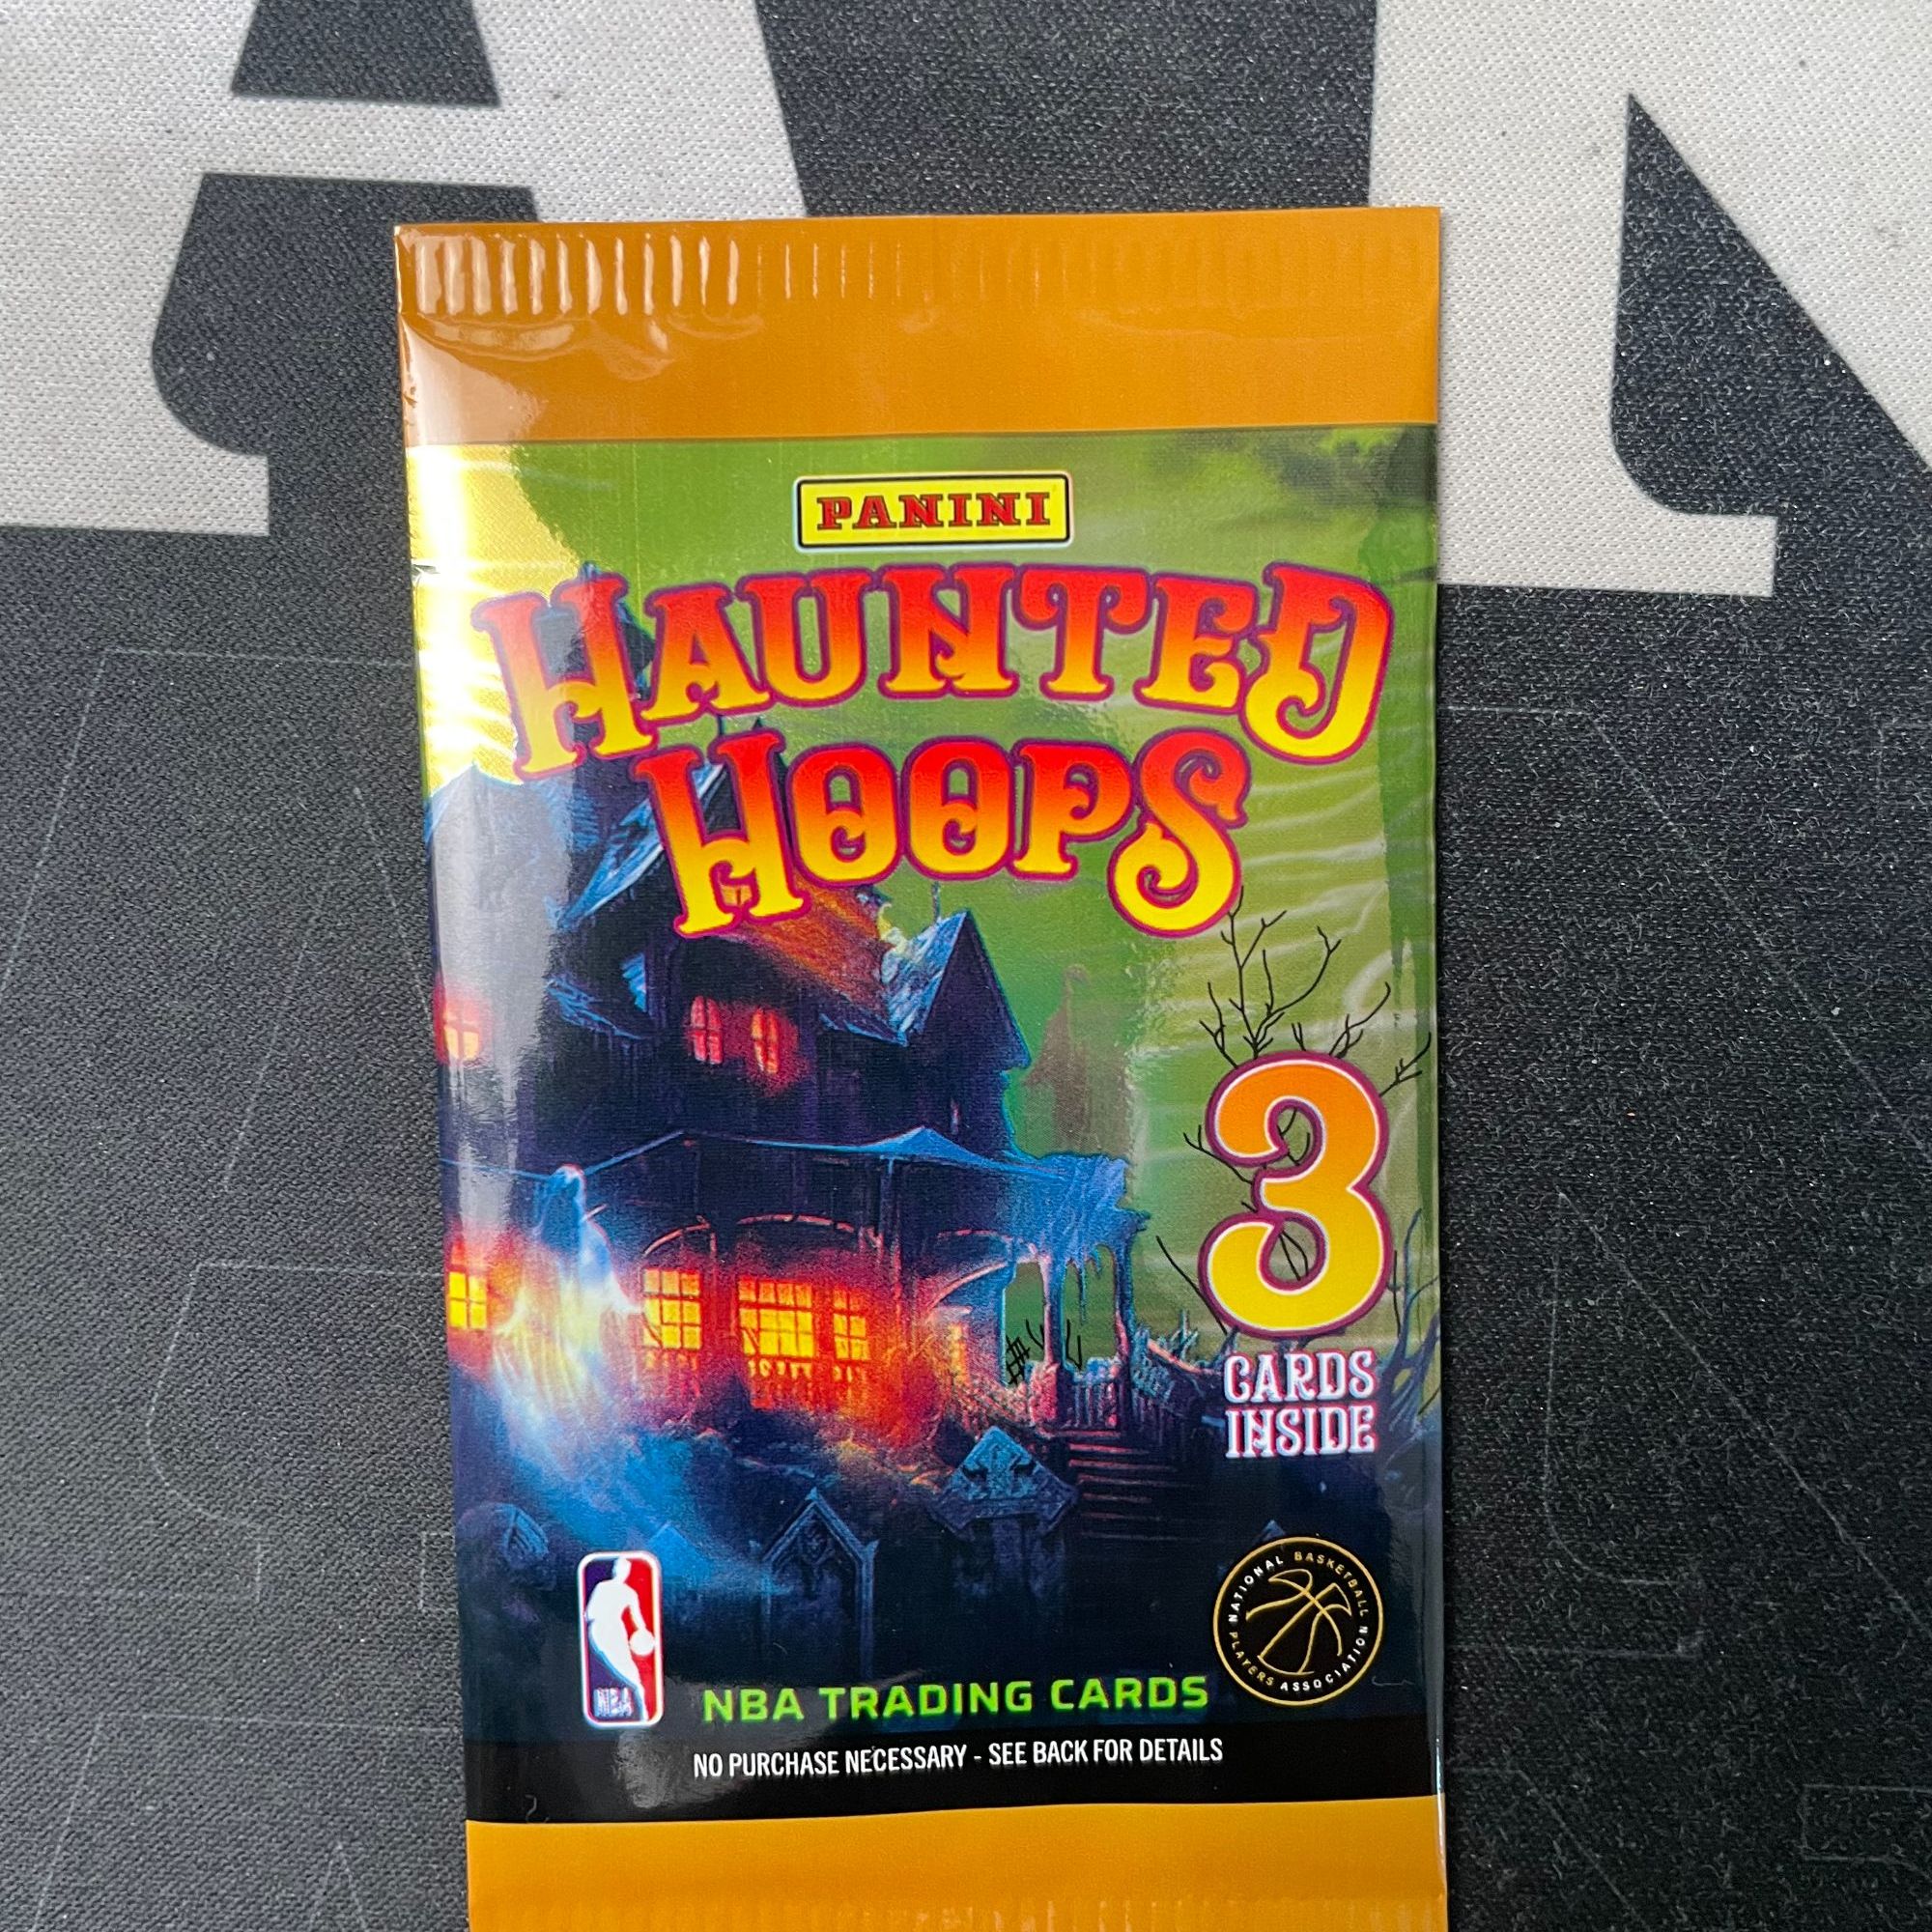 PANINI
HAUNTED
HOOPS
3
CARDS
INSIDE
NBA
NATIONAL BASKETBALL
PLAYERS ASSOCIATION
NBA TRADING CARDS
NO PURCHASE NECESSARY - SEE BACK FOR DETAILS